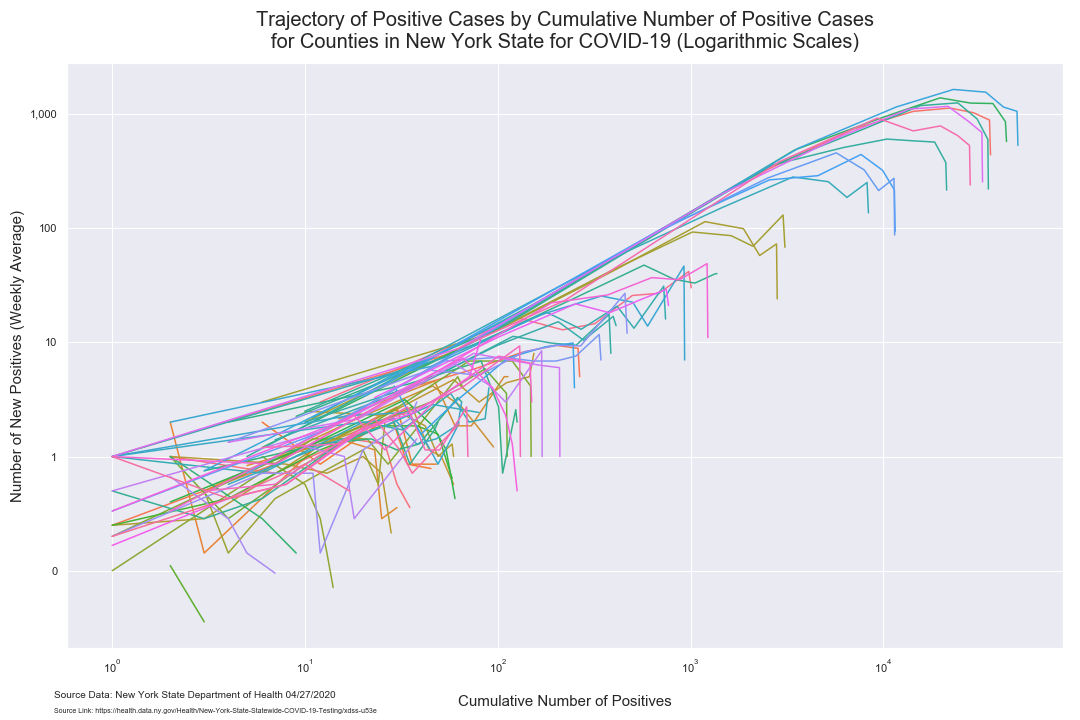 Trajectory of Positive Cases by Cumulative Number of Positive Cases
for Counties in New York State for COVID-19 (Logarithmic Scales)
Number of New Positives (Weekly Average)
1,000
100
10
1
0
10⁰
10¹
10²
10³
10⁴
Cumulative Number of Positives
Source Data: New York State Department of Health 04/27/2020
Source Link: https://health.data.ny.gov/Health/New-York-State-Statewide-COVID-19-Testing/xdss-u53e